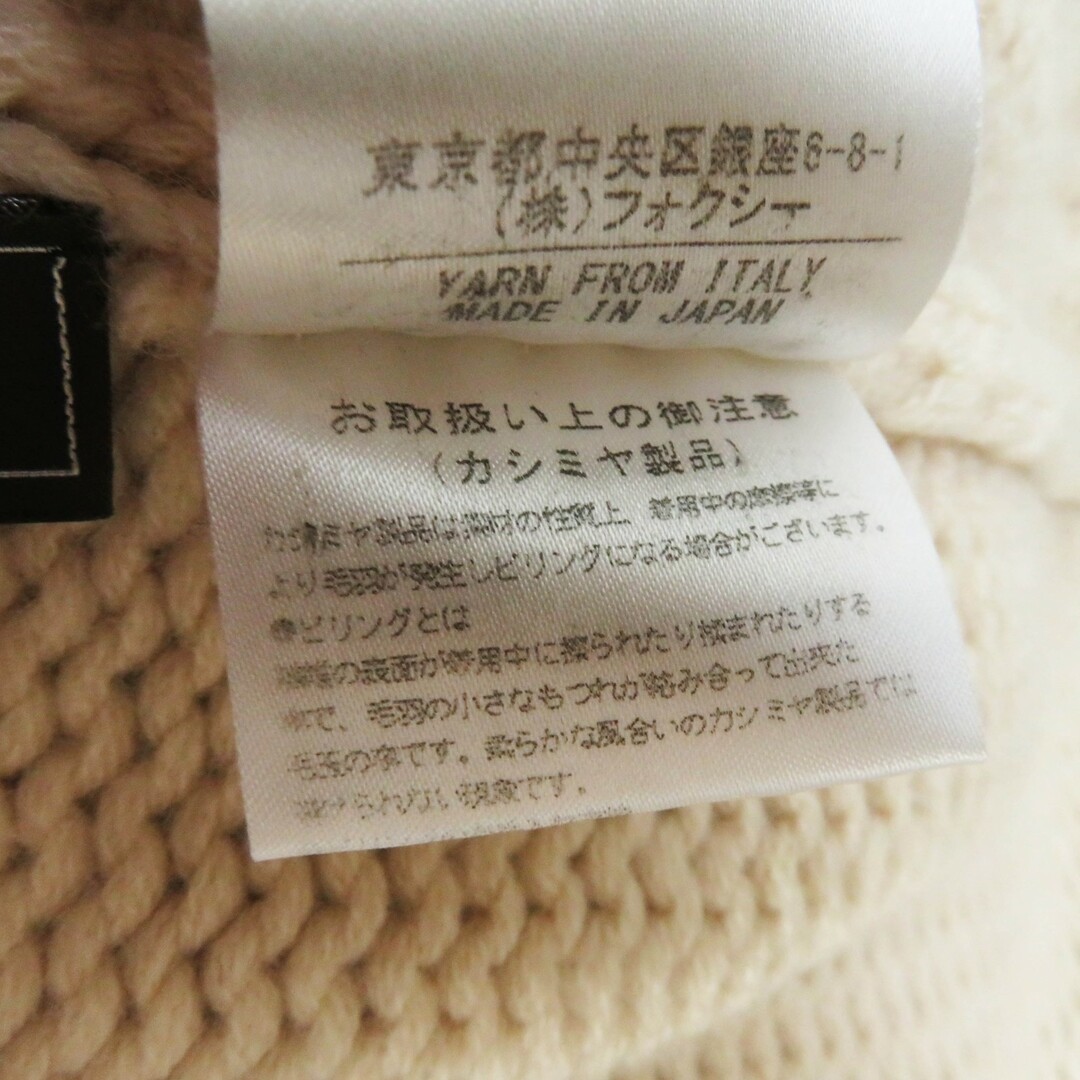 東京都中央区銀座6-8-1
(株)フォクシー
YARN FROM ITALY
MADE IN JAPAN
お取扱い上の御注意
(カシミヤ製品)
カシミヤ製品は素材の性質上 着用中の摩擦等に
より毛羽が発生しピリングになる場合がございます。
●ピリングとは
の表面が着用中に擦られたり揉まれたりする
事で、毛羽の小さなもつれが絡み合って出来た
毛玉の事です。柔らかな風合いのカシミヤ製品では
避けられない現象です。